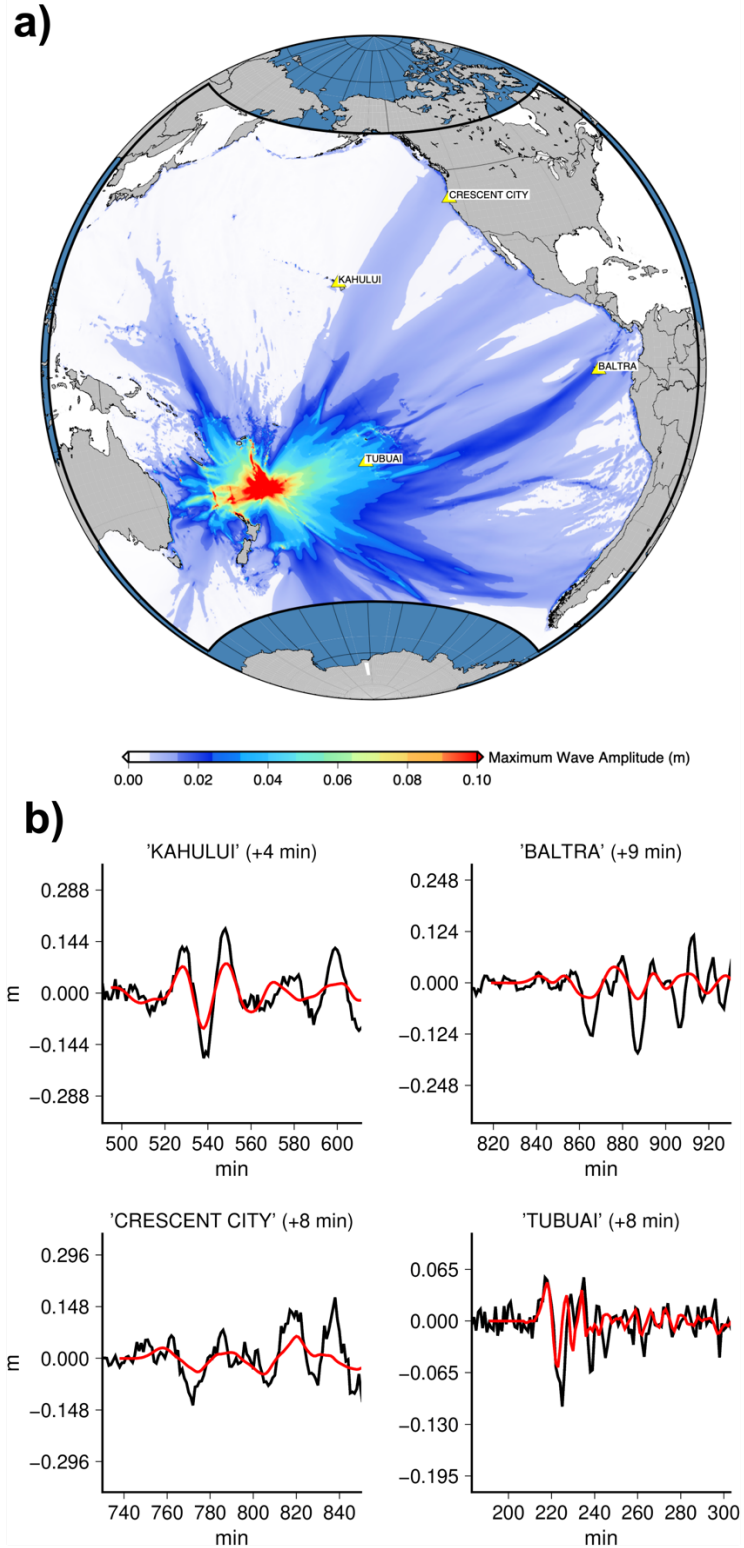 a)
CRESCENT CITY
KAHULUI
BALTRA
TUBUAI
Maximum Wave Amplitude (m)
0.00 0.02 0.04 0.06 0.08 0.10
b)
'KAHULUI' (+4 min)
0.288
0.144
0.000
−0.144
−0.288
m
500 520 540 560 580 600
min
'BALTRA' (+9 min)
0.248
0.124
0.000
−0.124
−0.248
820 840 860 880 900 920
min
'CRESCENT CITY' (+8 min)
0.296
0.148
0.000
−0.148
−0.296
m
740 760 780 800 820 840
min
'TUBUAI' (+8 min)
0.065
0.000
−0.065
−0.130
−0.195
200 220 240 260 280 300
min